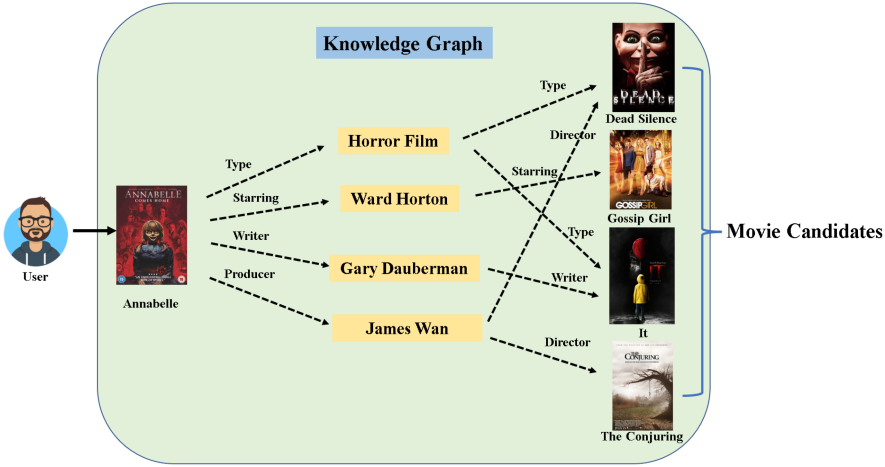 Knowledge Graph
Type
DEAD
SILENCE
Dead Silence
Director
Horror Film
Type
ANNABELLE
COMES HOME
Starring
Ward Horton
Starring
GOSSIP GIRL
Gossip Girl
Writer
Type
Movie Candidates
User
Producer
Gary Dauberman
Writer
IT
Annabelle
James Wan
It
Director
THE
CONJURING
The Conjuring